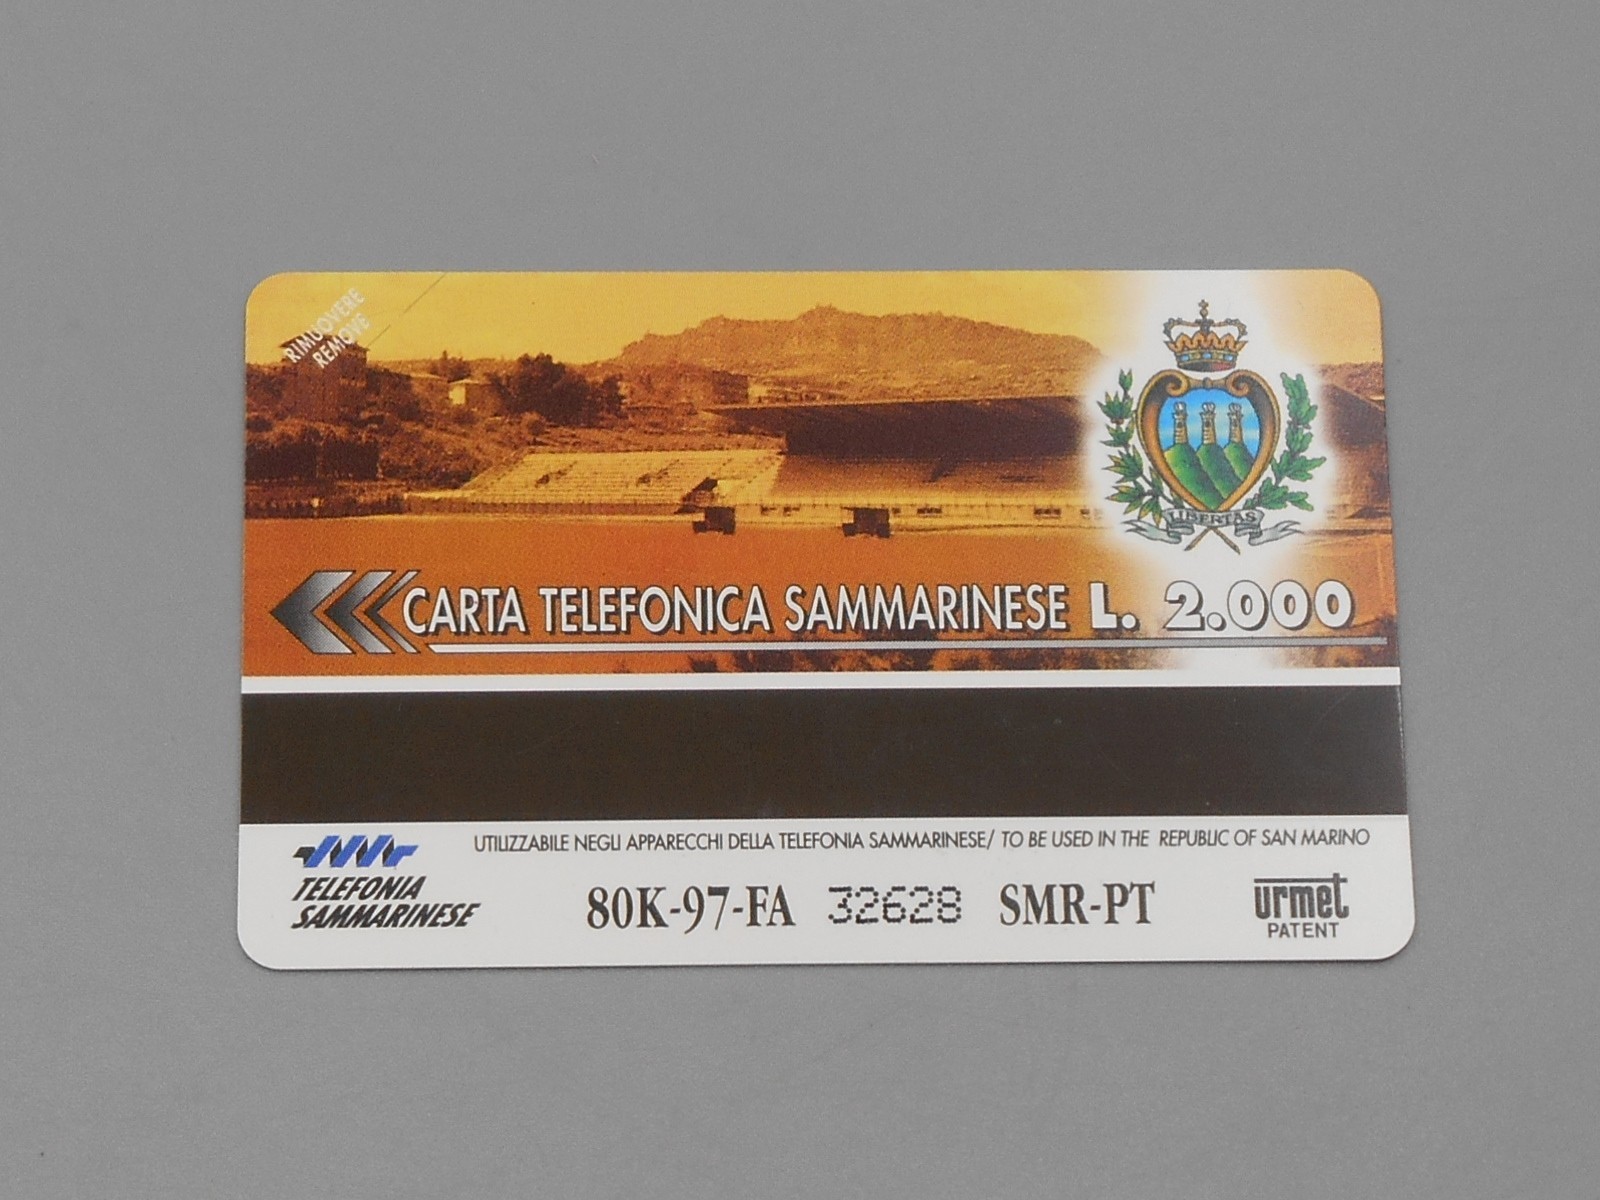 RIMUOVERE
REMOVE
LIBERTAS
CARTA TELEFONICA SAMMARINESE L. 2.000
UTILIZZABILE NEGLI APPARECCHI DELLA TELEFONIA SAMMARINESE/ TO BE USED IN THE REPUBLIC OF SAN MARINO
TELEFONIA
SAMMARINESE
80K-97-FA 32628 SMR-PT
urmet
PATENT